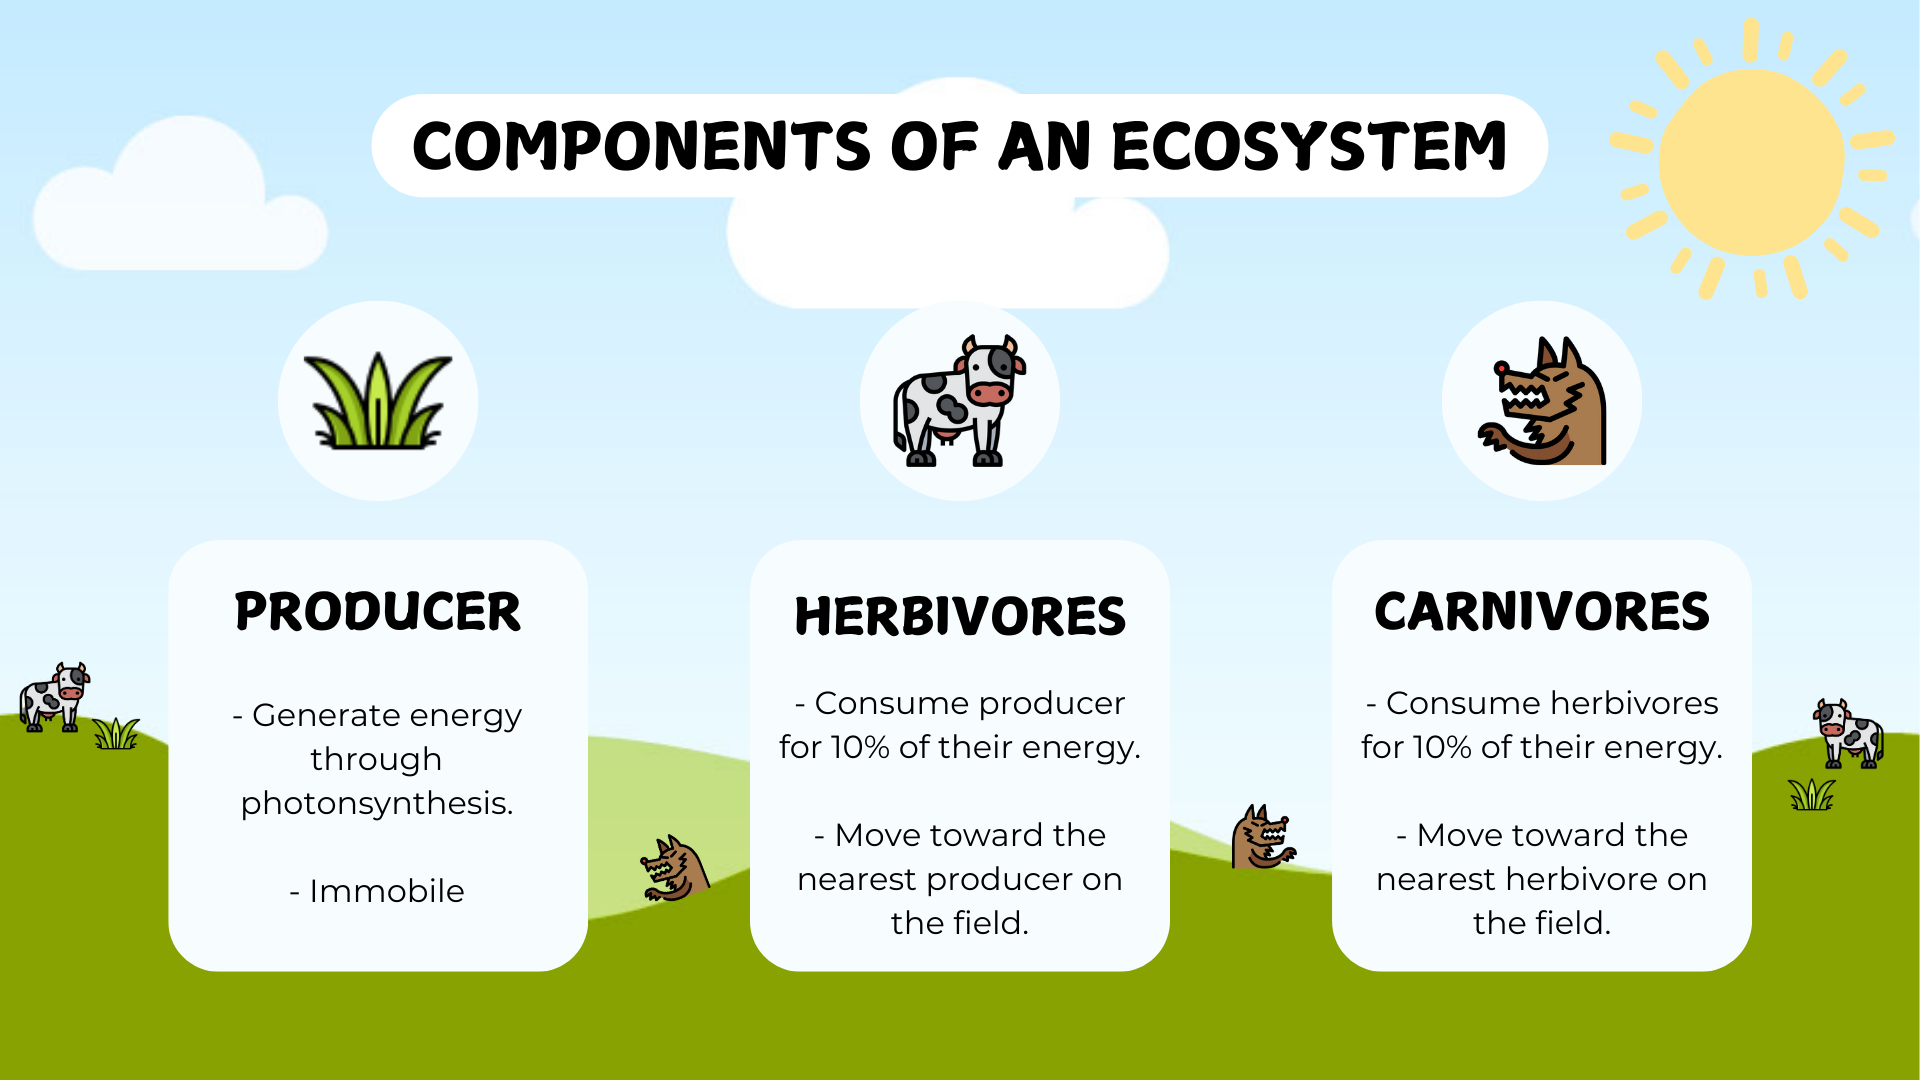 COMPONENTS OF AN ECOSYSTEM
PRODUCER
- Generate energy
through
photonsynthesis.
- Immobile
HERBIVORES
- Consume producer
for 10% of their energy.
- Move toward the
nearest producer on
the field.
CARNIVORES
- Consume herbivores
for 10% of their energy.
- Move toward the
nearest herbivore on
the field.